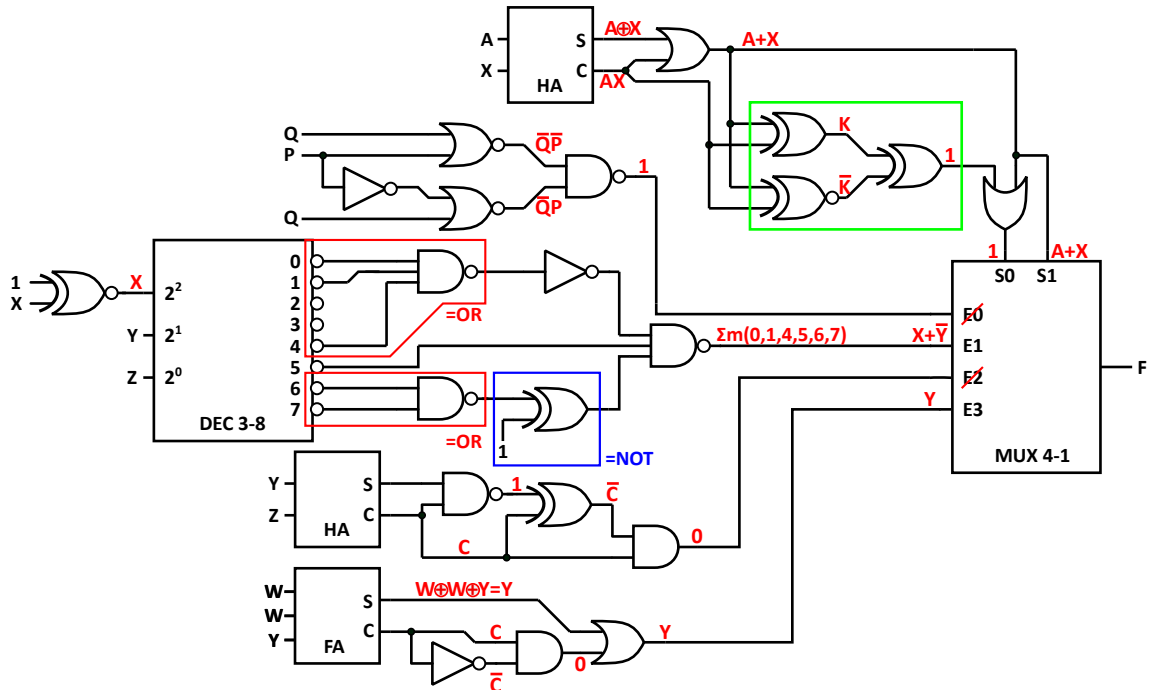 A
X
S
C
HA
A⊕X
AX
A+X
K
K̅
1
Q
P
Q
Q̅P̅
Q̅P
1
1
X
X
2²
Y
2¹
Z
2⁰
DEC 3-8
0
1
2
3
4
5
6
7
=OR
=OR
1
=NOT
Σm(0,1,4,5,6,7)
X+Y̅
1
A+X
S0
S1
E0
E1
E2
E3
Y
MUX 4-1
F
Y
Z
S
C
HA
1
C̅
C
0
W
W
Y
S
C
FA
W⊕W⊕Y=Y
C
C̅
0
Y